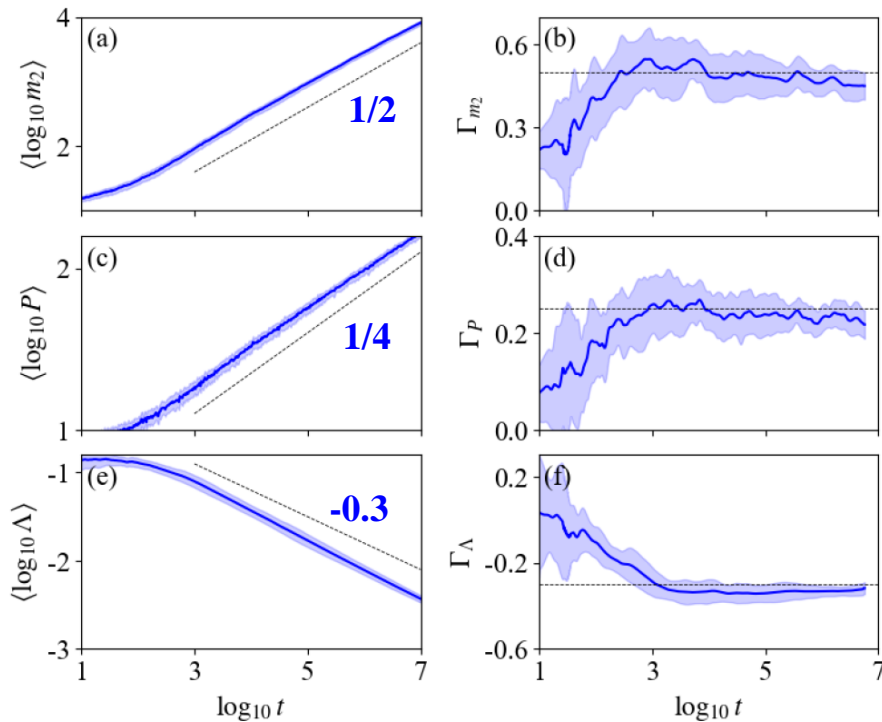 (a)
4
2
⟨log₁₀ m₂⟩
1/2
(b)
0.6
0.3
0.0
Γ_{m₂}
(c)
2
1
⟨log₁₀ P⟩
1/4
(d)
0.4
0.2
0.0
Γ_P
(e)
-1
-2
-3
⟨log₁₀ Λ⟩
-0.3
1 3 5 7
log₁₀ t
(f)
0.2
-0.3
-0.6
Γ_Λ
1 3 5 7
log₁₀ t